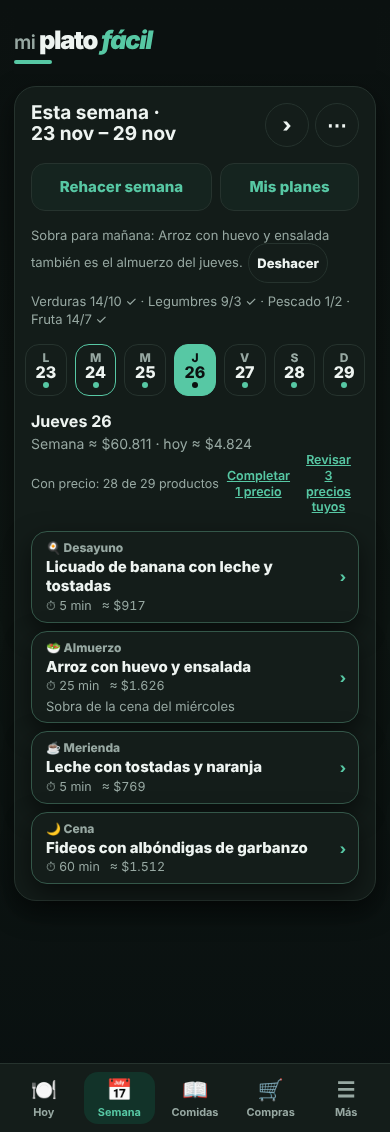 mi plato fácil
Esta semana ·
23 nov – 29 nov
›
⋯
Rehacer semana
Mis planes
Sobra para mañana: Arroz con huevo y ensalada
también es el almuerzo del jueves. Deshacer
Verduras 14/10 ✓ · Legumbres 9/3 ✓ · Pescado 1/2 ·
Fruta 14/7 ✓
L M M J V S D
23 24 25 26 27 28 29
Jueves 26
Semana ≈ $60.811 · hoy ≈ $4.824
Con precio: 28 de 29 productos
Completar
1 precio
Revisar
3
precios
tuyos
🍳 Desayuno
Licuado de banana con leche y
tostadas
⏱ 5 min ≈ $917
›
🥗 Almuerzo
Arroz con huevo y ensalada
⏱ 25 min ≈ $1.626
Sobra de la cena del miércoles
›
☕ Merienda
Leche con tostadas y naranja
⏱ 5 min ≈ $769
›
🌙 Cena
Fideos con albóndigas de garbanzo
⏱ 60 min ≈ $1.512
›
Hoy
Semana
Comidas
Compras
Más